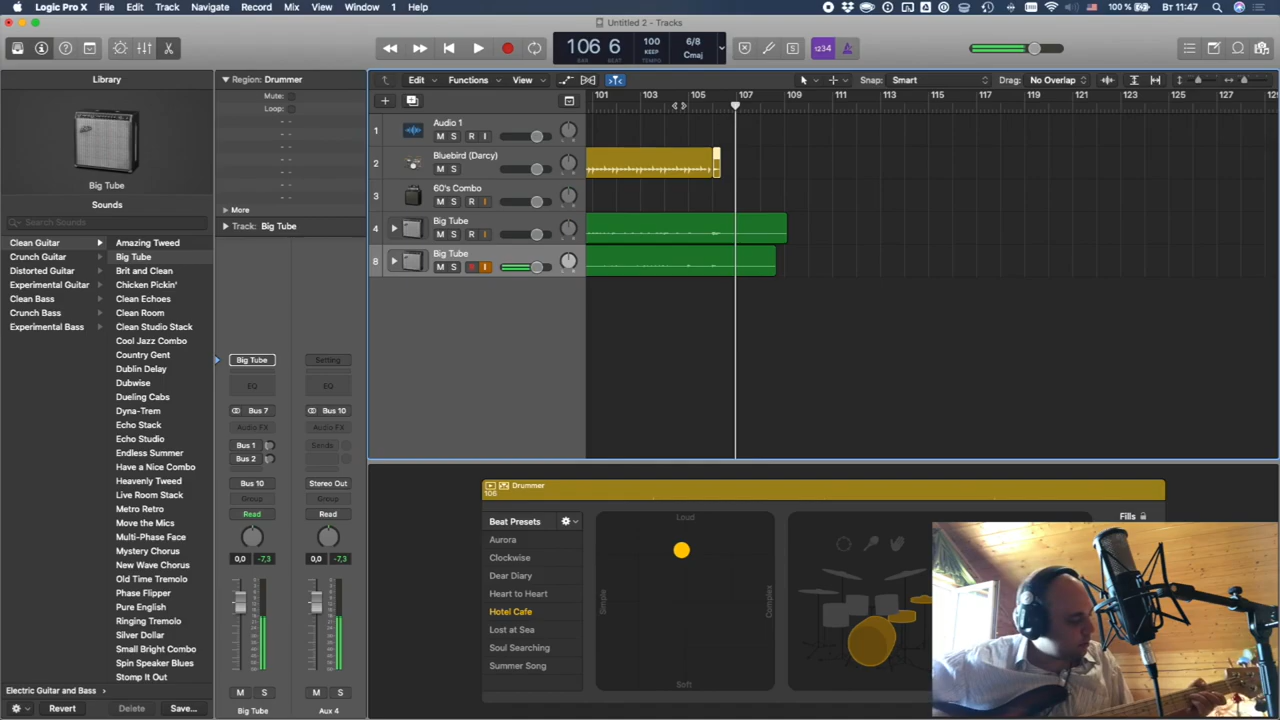 Logic Pro X File Edit Track Navigate Record Mix View Window 1 Help 100 % Вт 11:47
Untitled 2 - Tracks
106 6 100 6/8
BAR BEAT KEEP TEMPO Cmaj
1234
Library
Region: Drummer
Edit Functions View Snap: Smart Drag: No Overlap
Mute:
Loop:
101 103 105 107 109 111 113 115 117 119 121 123 125 127
Big Tube
Sounds
Search Sounds
More
Track: Big Tube
1 Audio 1
M S R I
2 Bluebird (Darcy)
M S
3 60's Combo
M S R I
4 Big Tube
M S R I
8 Big Tube
M S R I
Clean Guitar
Crunch Guitar
Distorted Guitar
Experimental Guitar
Clean Bass
Crunch Bass
Experimental Bass
Amazing Tweed
Big Tube
Brit and Clean
Chicken Pickin'
Clean Echoes
Clean Room
Clean Studio Stack
Cool Jazz Combo
Country Gent
Dublin Delay
Dubwise
Dueling Cabs
Dyna-Trem
Echo Stack
Echo Studio
Endless Summer
Have a Nice Combo
Heavenly Tweed
Live Room Stack
Metro Retro
Move the Mics
Multi-Phase Face
Mystery Chorus
New Wave Chorus
Old Time Tremolo
Phase Flipper
Pure English
Ringing Tremolo
Silver Dollar
Small Bright Combo
Spin Speaker Blues
Stomp It Out
Electric Guitar and Bass
Revert Delete Save...
Big Tube Setting
EQ EQ
Bus 7 Bus 10
Audio FX Audio FX
Bus 1 Sends
Bus 2
Bus 10 Stereo Out
Group Group
Read Read
0,0 -7,3 0,0 -7,3
M S M S
Big Tube Aux 4
Drummer
106
Beat Presets
Aurora
Clockwise
Dear Diary
Heart to Heart
Hotel Cafe
Lost at Sea
Soul Searching
Summer Song
Loud
Simple
Complex
Soft
Fills